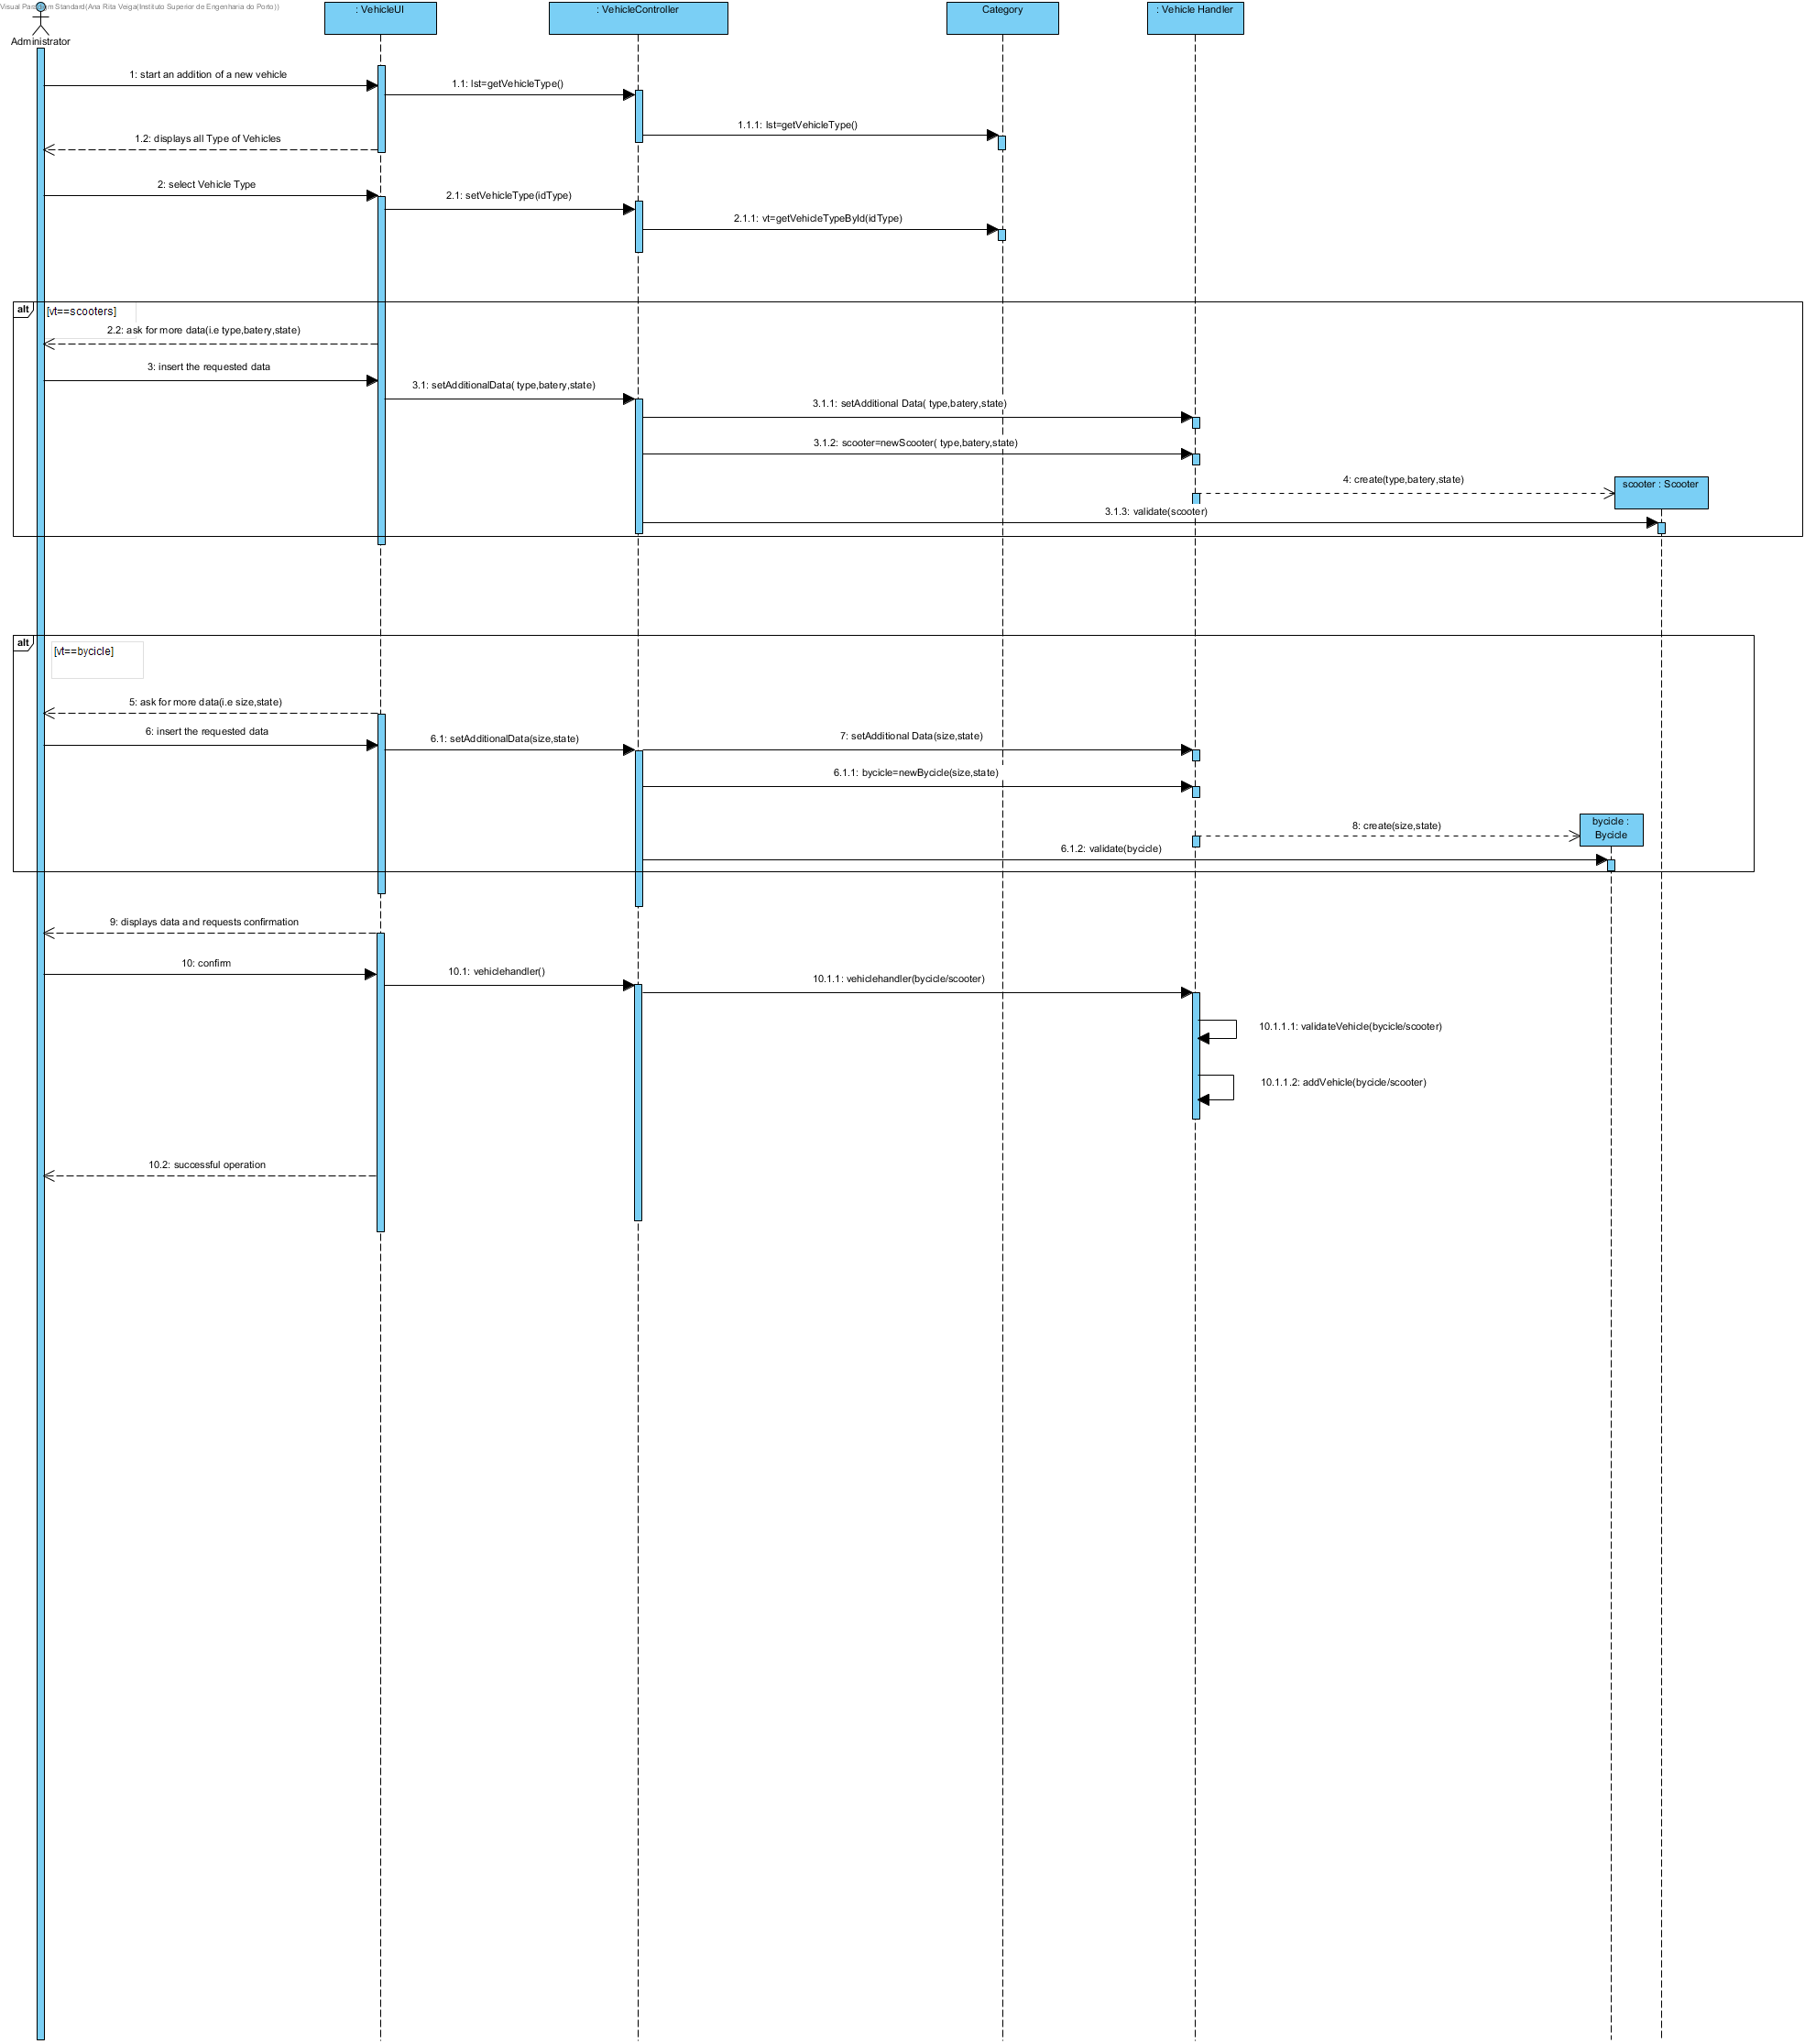 Visual Paradigm Standard(Ana Rita Veiga(Instituto Superior de Engenharia do Porto))
Administrator
: VehicleUI
: VehicleController
Category
: Vehicle Handler
1: start an addition of a new vehicle
1.1: lst=getVehicleType()
1.1.1: lst=getVehicleType()
1.2: displays all Type of Vehicles
2: select Vehicle Type
2.1: setVehicleType(idType)
2.1.1: vt=getVehicleTypeById(idType)
alt
[vt==scooters]
2.2: ask for more data(i.e type,batery,state)
3: insert the requested data
3.1: setAdditionalData( type,batery,state)
3.1.1: setAdditional Data( type,batery,state)
3.1.2: scooter=newScooter( type,batery,state)
4: create(type,batery,state)
scooter : Scooter
3.1.3: validate(scooter)
alt
[vt==bycicle]
5: ask for more data(i.e size,state)
6: insert the requested data
6.1: setAdditionalData(size,state)
7: setAdditional Data(size,state)
6.1.1: bycicle=newBycicle(size,state)
8: create(size,state)
bycicle :
Bycicle
6.1.2: validate(bycicle)
9: displays data and requests confirmation
10: confirm
10.1: vehiclehandler()
10.1.1: vehiclehandler(bycicle/scooter)
10.1.1.1: validateVehicle(bycicle/scooter)
10.1.1.2: addVehicle(bycicle/scooter)
10.2: successful operation